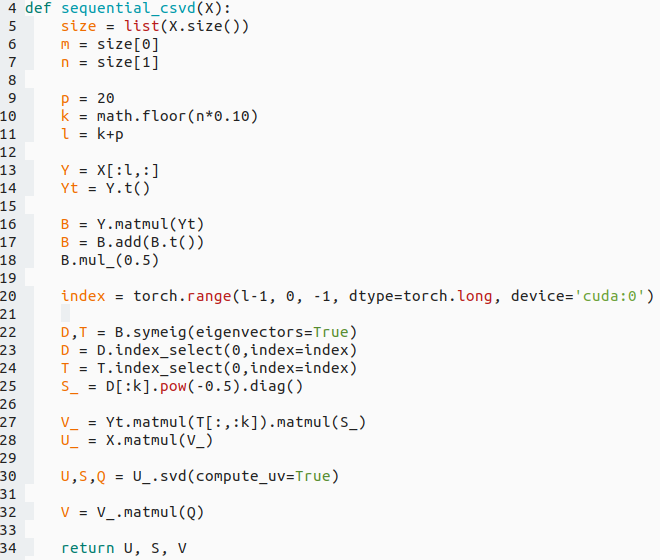 4 def sequential_csvd(X):
5     size = list(X.size())
6     m = size[0]
7     n = size[1]
8
9     p = 20
10     k = math.floor(n*0.10)
11     l = k+p
12
13     Y = X[:l,:]
14     Yt = Y.t()
15
16     B = Y.matmul(Yt)
17     B = B.add(B.t())
18     B.mul_(0.5)
19
20     index = torch.range(l-1, 0, -1, dtype=torch.long, device='cuda:0')
21
22     D,T = B.symeig(eigenvectors=True)
23     D = D.index_select(0,index=index)
24     T = T.index_select(0,index=index)
25     S_ = D[:k].pow(-0.5).diag()
26
27     V_ = Yt.matmul(T[:,:k]).matmul(S_)
28     U_ = X.matmul(V_)
29
30     U,S,Q = U_.svd(compute_uv=True)
31
32     V = V_.matmul(Q)
33
34     return U, S, V